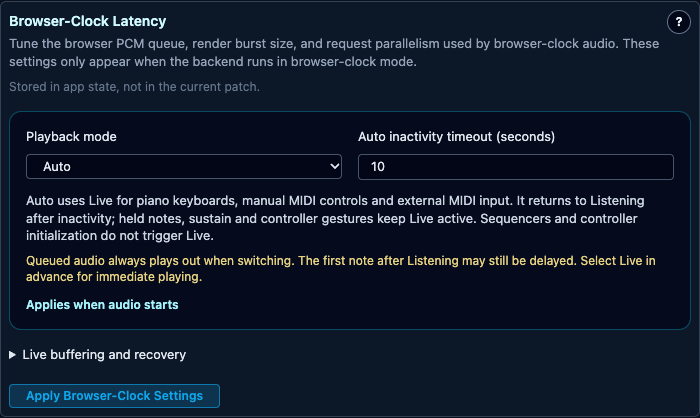 Browser-Clock Latency
?
Tune the browser PCM queue, render burst size, and request parallelism used by browser-clock audio. These
settings only appear when the backend runs in browser-clock mode.
Stored in app state, not in the current patch.
Playback mode
Auto inactivity timeout (seconds)
Auto
10
Auto uses Live for piano keyboards, manual MIDI controls and external MIDI input. It returns to Listening
after inactivity; held notes, sustain and controller gestures keep Live active. Sequencers and controller
initialization do not trigger Live.
Queued audio always plays out when switching. The first note after Listening may still be delayed. Select Live in
advance for immediate playing.
Applies when audio starts
Live buffering and recovery
Apply Browser-Clock Settings